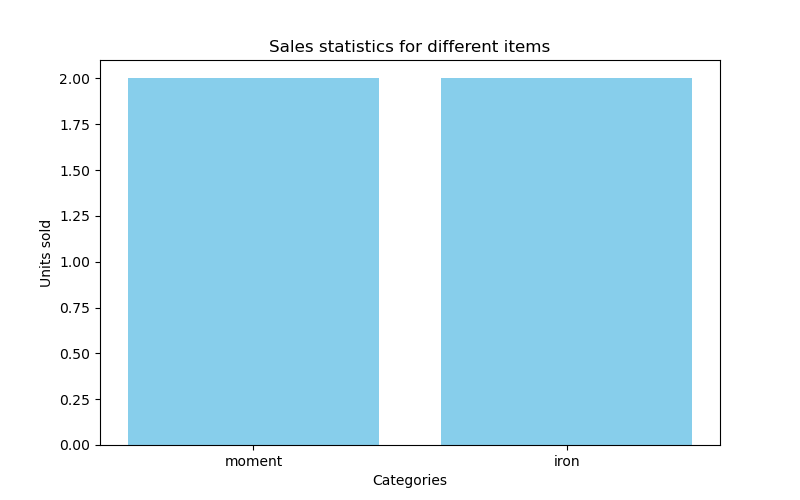 Sales statistics for different items
Units sold
2.00
1.75
1.50
1.25
1.00
0.75
0.50
0.25
0.00
moment iron
Categories